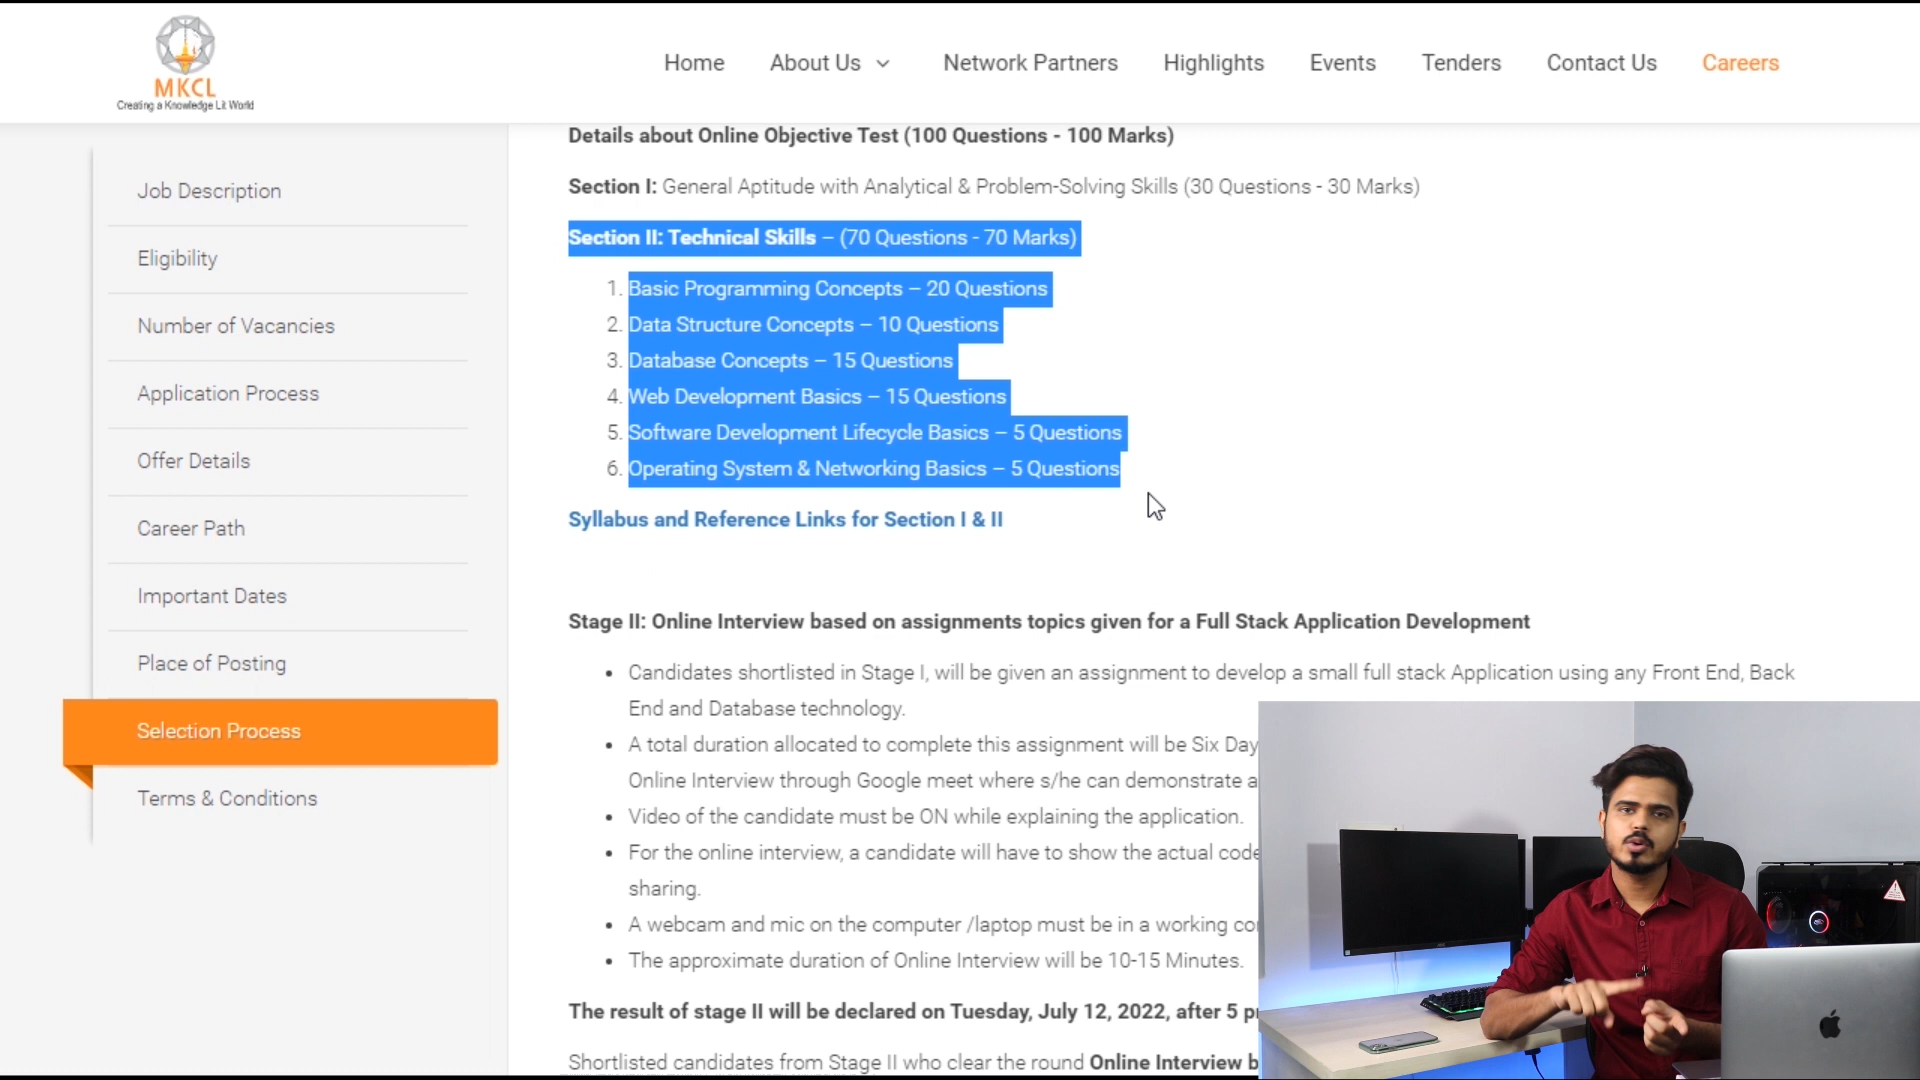 MKCL
Creating a Knowledge Lit World
Home About Us Network Partners Highlights Events Tenders Contact Us Careers
Job Description
Eligibility
Number of Vacancies
Application Process
Offer Details
Career Path
Important Dates
Place of Posting
Selection Process
Terms & Conditions
Details about Online Objective Test (100 Questions - 100 Marks)
Section I: General Aptitude with Analytical & Problem-Solving Skills (30 Questions - 30 Marks)
Section II: Technical Skills – (70 Questions - 70 Marks)
1. Basic Programming Concepts – 20 Questions
2. Data Structure Concepts – 10 Questions
3. Database Concepts – 15 Questions
4. Web Development Basics – 15 Questions
5. Software Development Lifecycle Basics – 5 Questions
6. Operating System & Networking Basics – 5 Questions
Syllabus and Reference Links for Section I & II
Stage II: Online Interview based on assignments topics given for a Full Stack Application Development
• Candidates shortlisted in Stage I, will be given an assignment to develop a small full stack Application using any Front End, Back
End and Database technology.
• A total duration allocated to complete this assignment will be Six Day
Online Interview through Google meet where s/he can demonstrate a
• Video of the candidate must be ON while explaining the application.
• For the online interview, a candidate will have to show the actual code
sharing.
• A webcam and mic on the computer /laptop must be in a working co
• The approximate duration of Online Interview will be 10-15 Minutes.
The result of stage II will be declared on Tuesday, July 12, 2022, after 5 p
Shortlisted candidates from Stage II who clear the round Online Interview b